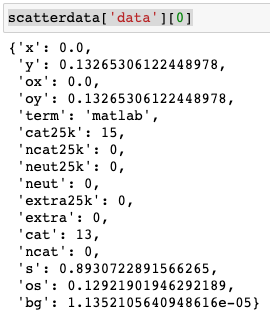 scatterdata['data'][0]
{'x': 0.0,
'y': 0.13265306122448978,
'ox': 0.0,
'oy': 0.13265306122448978,
'term': 'matlab',
'cat25k': 15,
'ncat25k': 0,
'neut25k': 0,
'neut': 0,
'extra25k': 0,
'extra': 0,
'cat': 13,
'ncat': 0,
's': 0.8930722891566265,
'os': 0.12921901946292189,
'bg': 1.1352105640948616e-05}